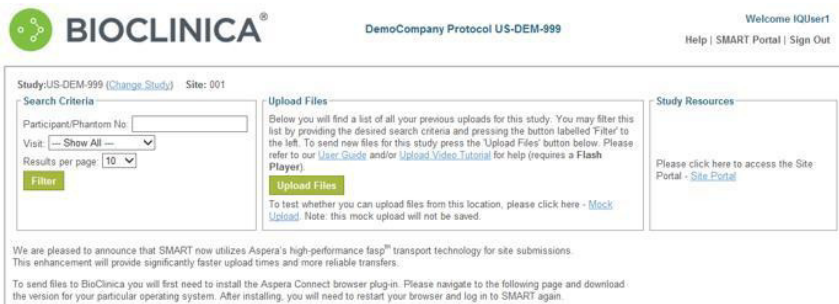 BIOCLINICA®
DemoCompany Protocol US-DEM-999
Welcome IQUser1
Help | SMART Portal | Sign Out
Study:US-DEM-999 (Change Study) Site: 001
Search Criteria
Participant/Phantom No:
Visit: --- Show All ---
Results per page: 10
Filter
Upload Files
Below you will find a list of all your previous uploads for this study. You may filter this
list by providing the desired search criteria and pressing the button labelled 'Filter' to
the left. To send new files for this study press the 'Upload Files' button below. Please
refer to our User Guide and/or Upload Video Tutorial for help (requires a Flash
Player).
Upload Files
To test whether you can upload files from this location, please click here - Mock
Upload. Note: this mock upload will not be saved.
Study Resources
Please click here to access the Site
Portal - Site Portal
We are pleased to announce that SMART now utilizes Aspera's high-performance fasp™ transport technology for site submissions.
This enhancement will provide significantly faster upload times and more reliable transfers.
To send files to BioClinica you will first need to install the Aspera Connect browser plug-in. Please navigate to the following page and download
the version for your particular operating system. After installing, you will need to restart your browser and log in to SMART again.